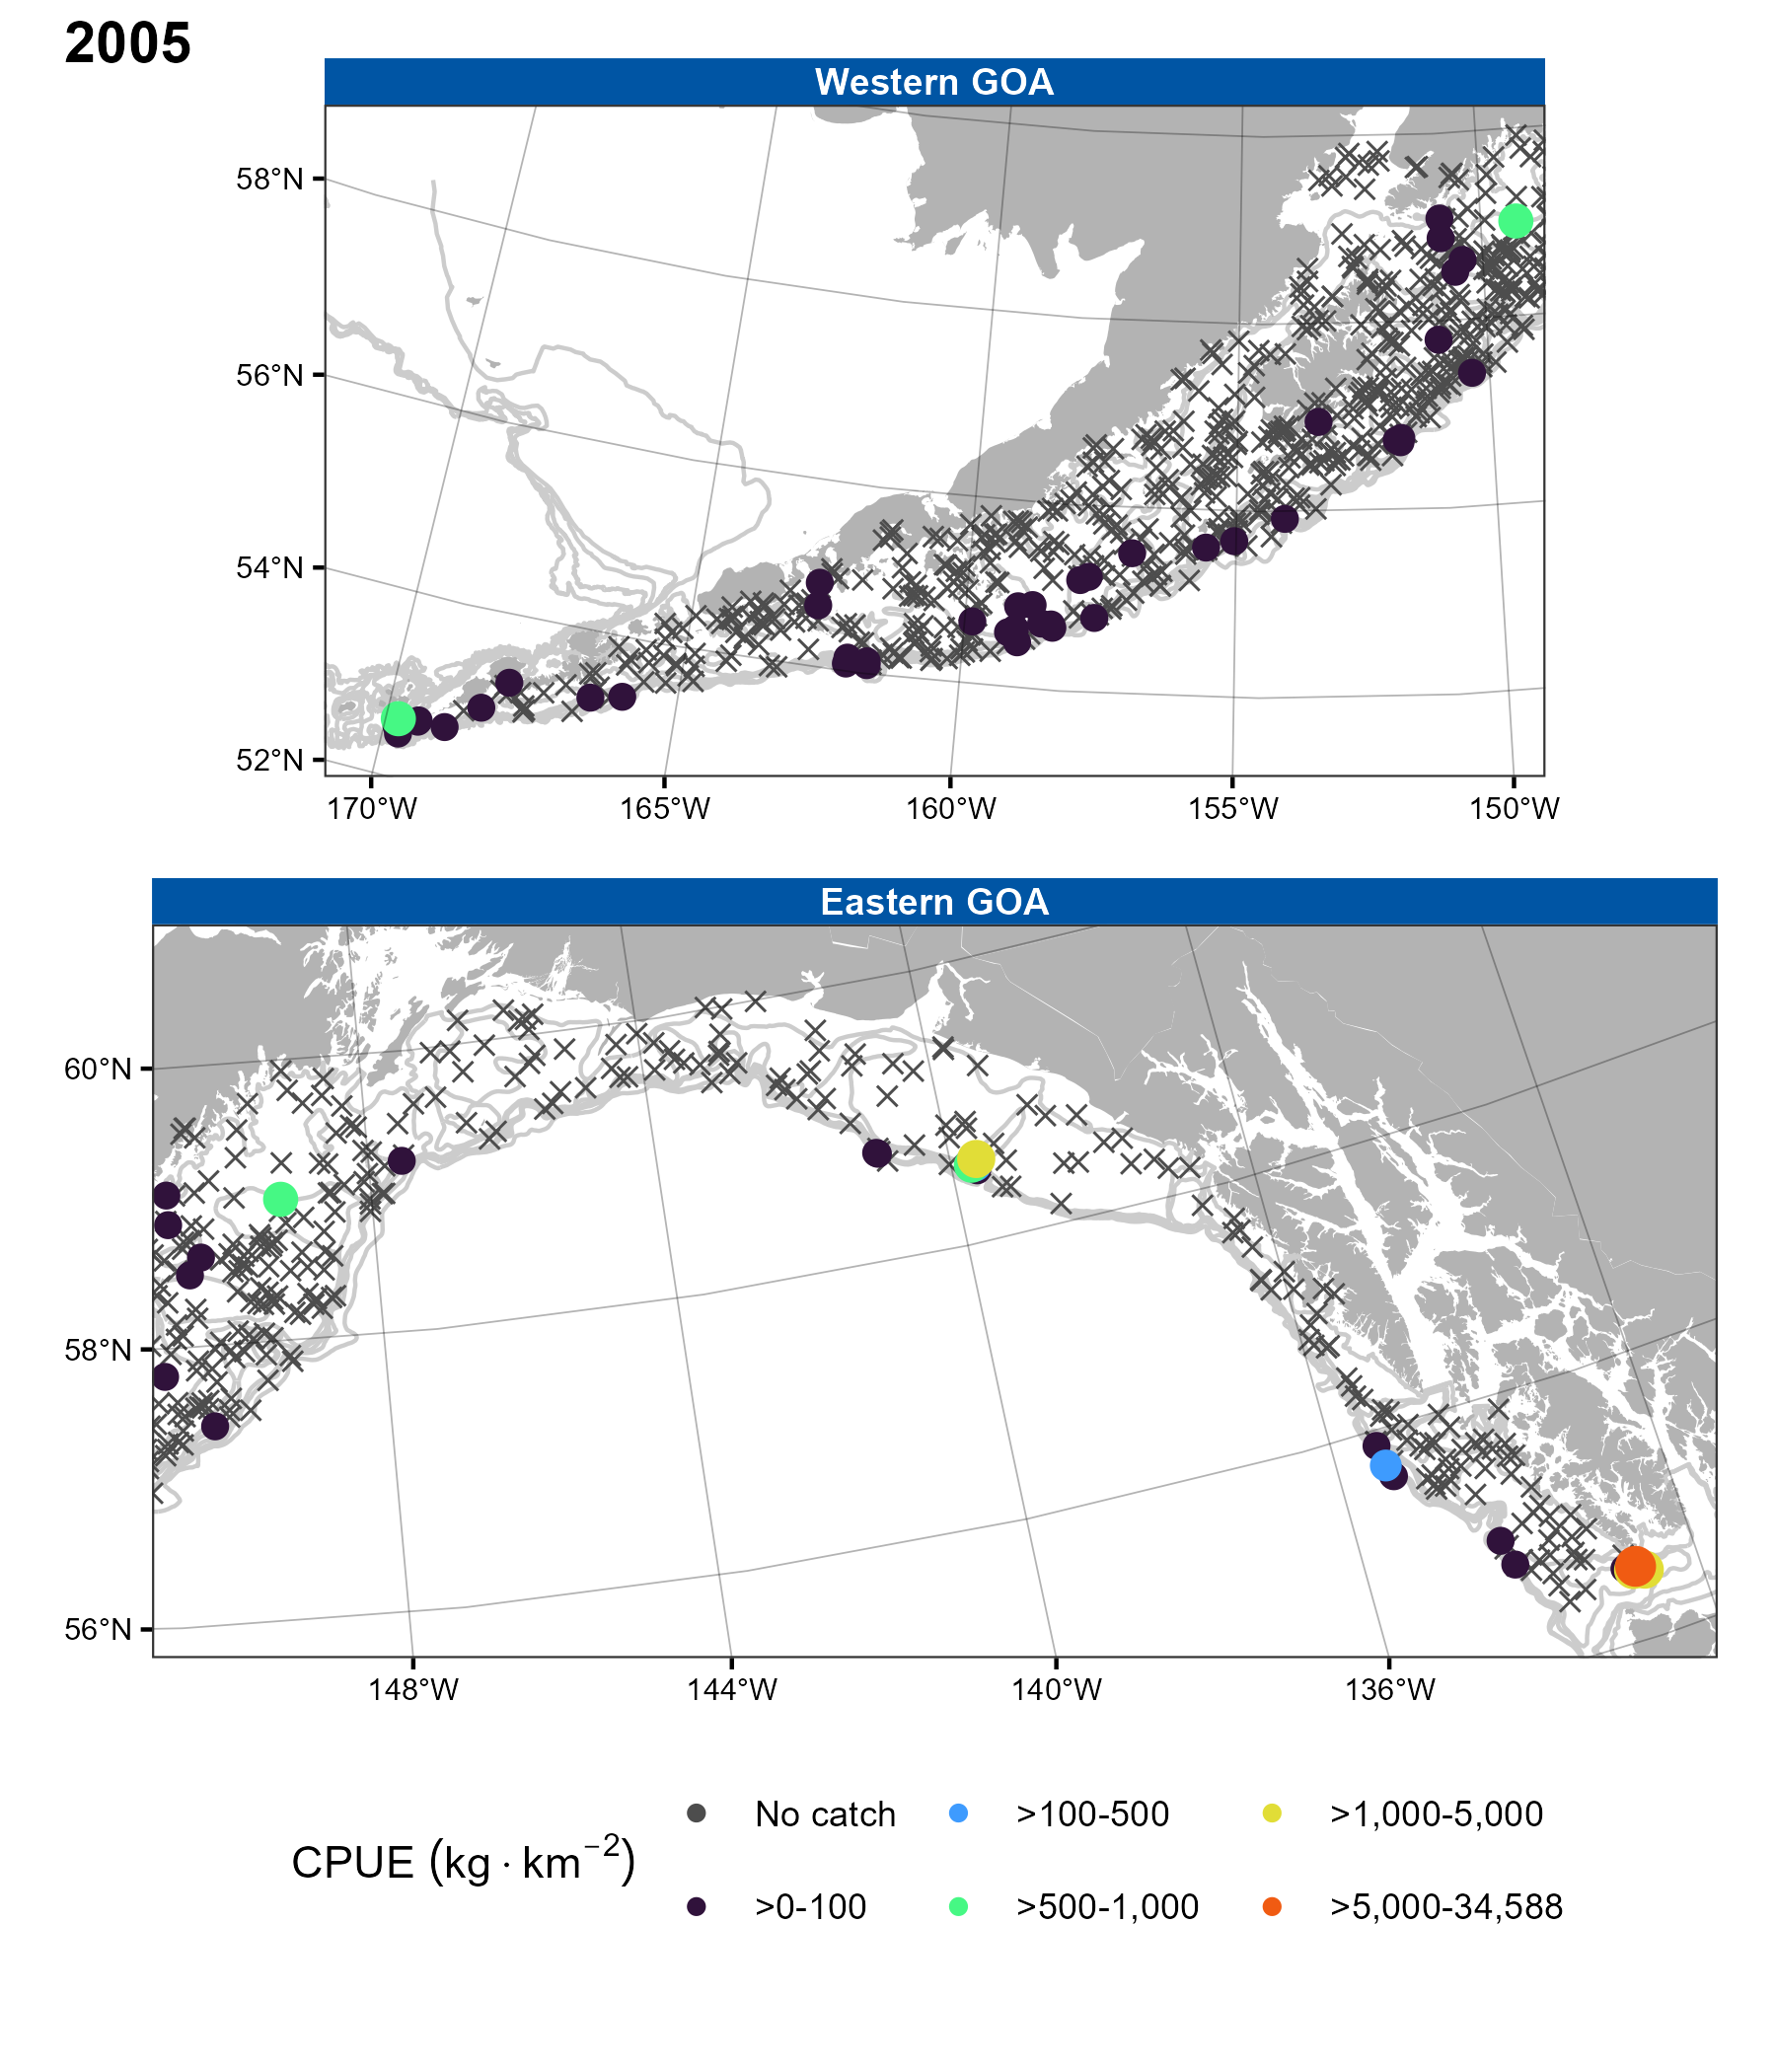 2005
Western GOA
58°N
56°N
54°N
52°N
170°W 165°W 160°W 155°W 150°W
Eastern GOA
60°N
58°N
56°N
148°W 144°W 140°W 136°W
CPUE (kg · km⁻²)
No catch >100-500 >1,000-5,000
>0-100 >500-1,000 >5,000-34,588